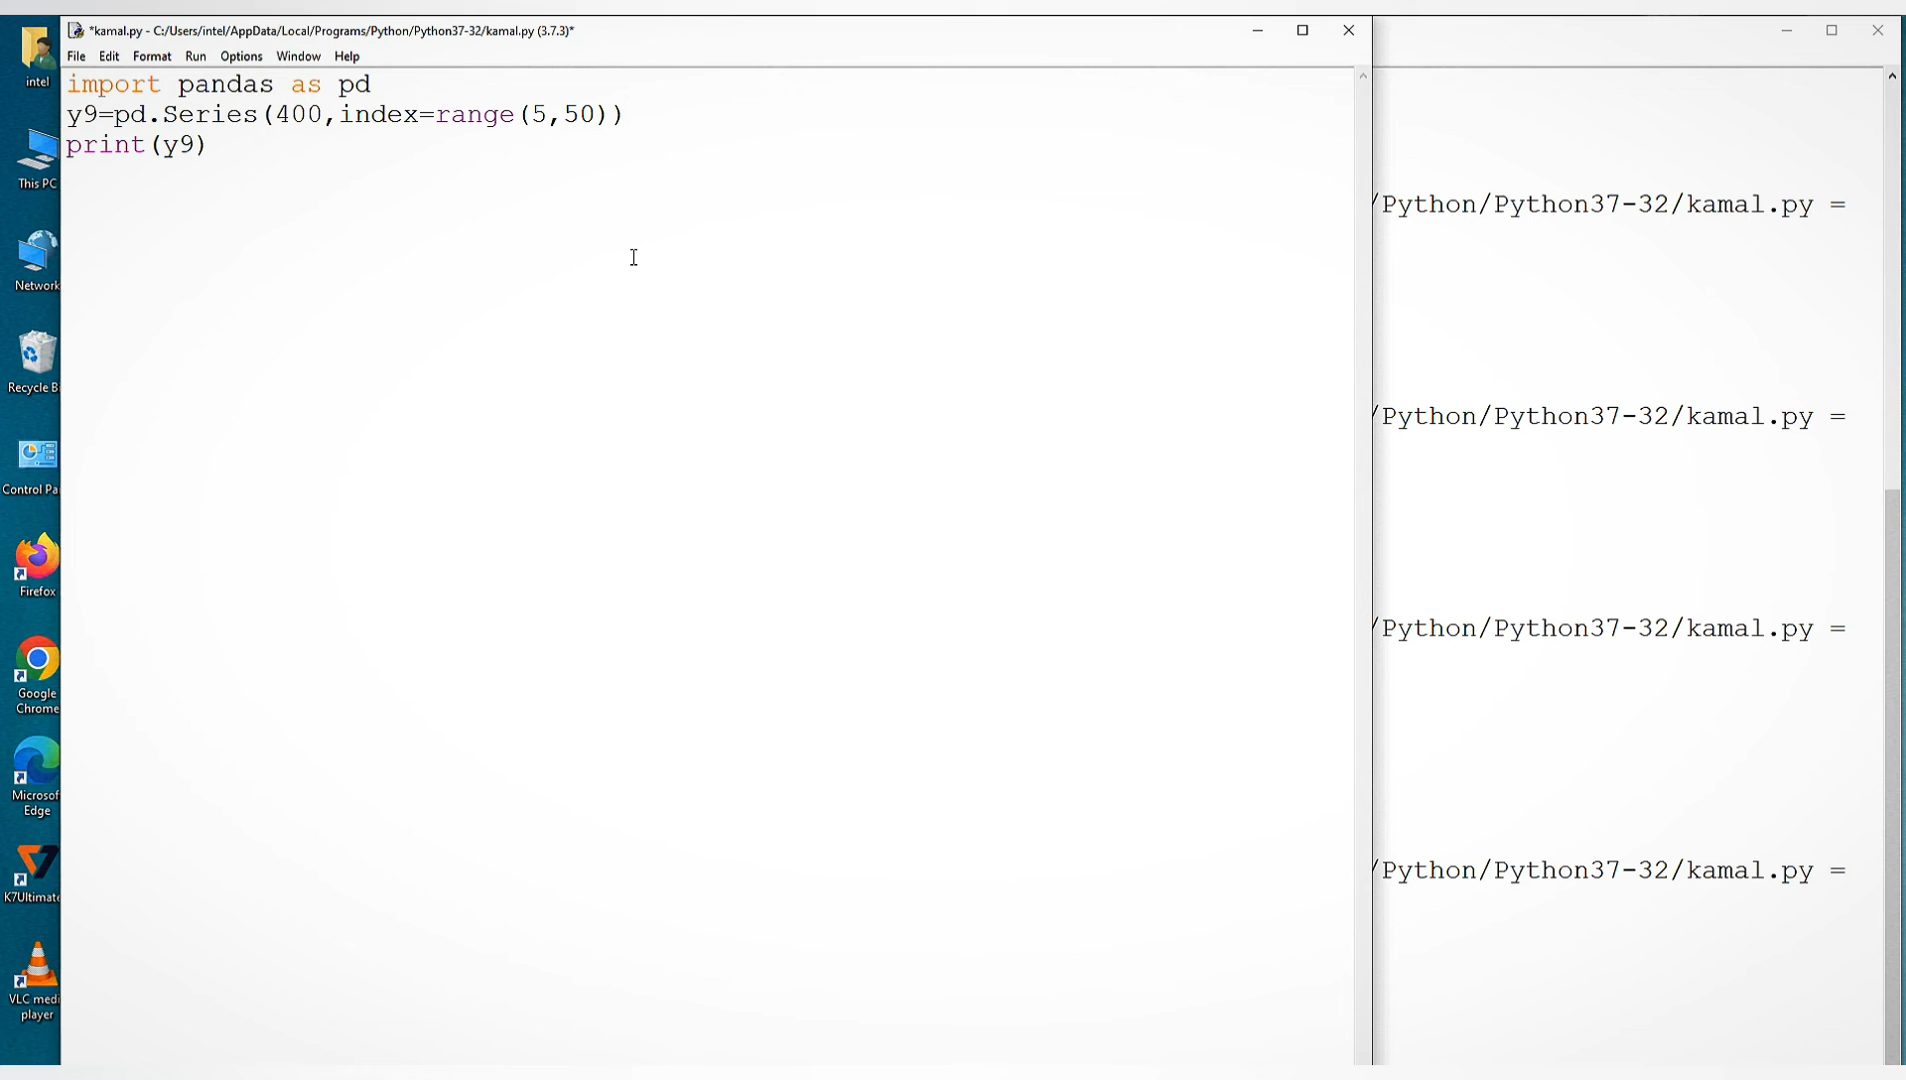 *kamal.py - C:/Users/intel/AppData/Local/Programs/Python/Python37-32/kamal.py (3.7.3)*
File Edit Format Run Options Window Help
import pandas as pd
y9=pd.Series(400,index=range(5,50))
print(y9)
/Python/Python37-32/kamal.py =
/Python/Python37-32/kamal.py =
/Python/Python37-32/kamal.py =
/Python/Python37-32/kamal.py =
intel
This PC
Network
Recycle B
Control Pa
Firefox
Google
Chrome
Microsof
Edge
K7Ultimate
VLC medi
player